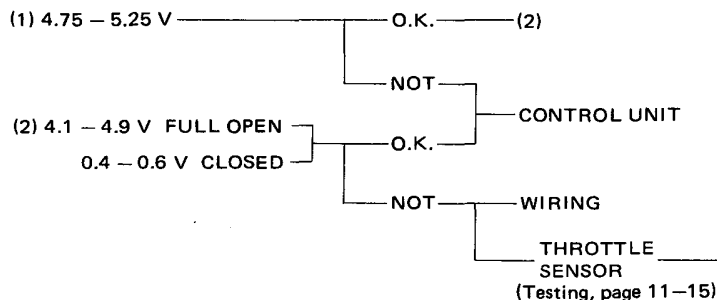 (1) 4.75 – 5.25 V O.K. (2)
NOT
CONTROL UNIT
(2) 4.1 – 4.9 V FULL OPEN
O.K.
0.4 – 0.6 V CLOSED
NOT WIRING
THROTTLE
SENSOR
(Testing, page 11–15)